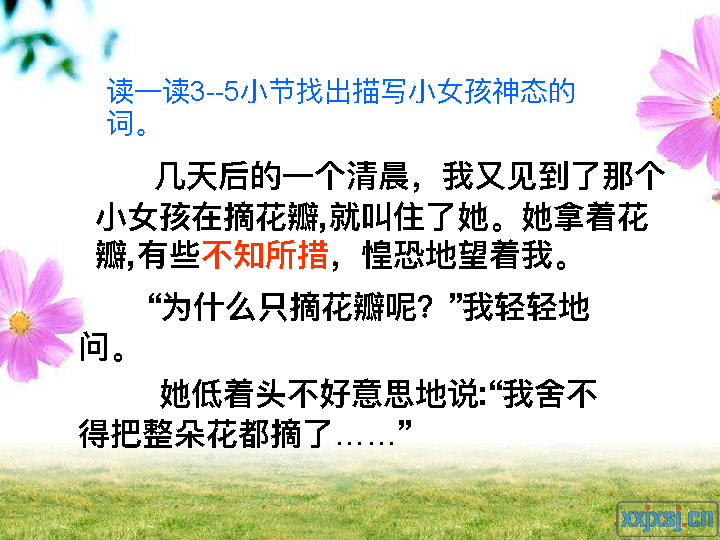 读一读3--5小节找出描写小女孩神态的
词。
几天后的一个清晨，我又见到了那个
小女孩在摘花瓣,就叫住了她。她拿着花
瓣,有些不知所措，惶恐地望着我。
“为什么只摘花瓣呢？”我轻轻地
问。
她低着头不好意思地说:“我舍不
得把整朵花都摘了……”
xxjxsj.cn